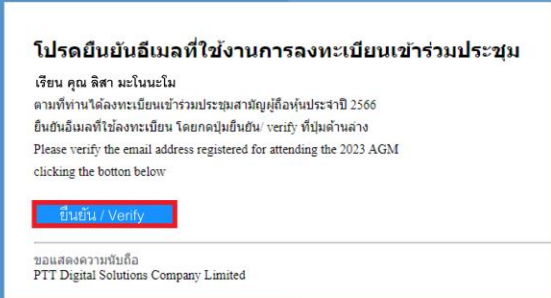 โปรดยืนยันอีเมลที่ใช้งานการลงทะเบียนเข้าร่วมประชุม
เรียน คุณ ลิสา มะโนนะโม
ตามที่ท่านได้ลงทะเบียนเข้าร่วมประชุมสามัญผู้ถือหุ้นประจำปี 2566
ยืนยันอีเมลที่ใช้ลงทะเบียน โดยกดปุ่มยืนยัน/ verify ที่ปุ่มด้านล่าง
Please verify the email address registered for attending the 2023 AGM
clicking the botton below
ยืนยัน / Verify
ขอแสดงความนับถือ
PTT Digital Solutions Company Limited